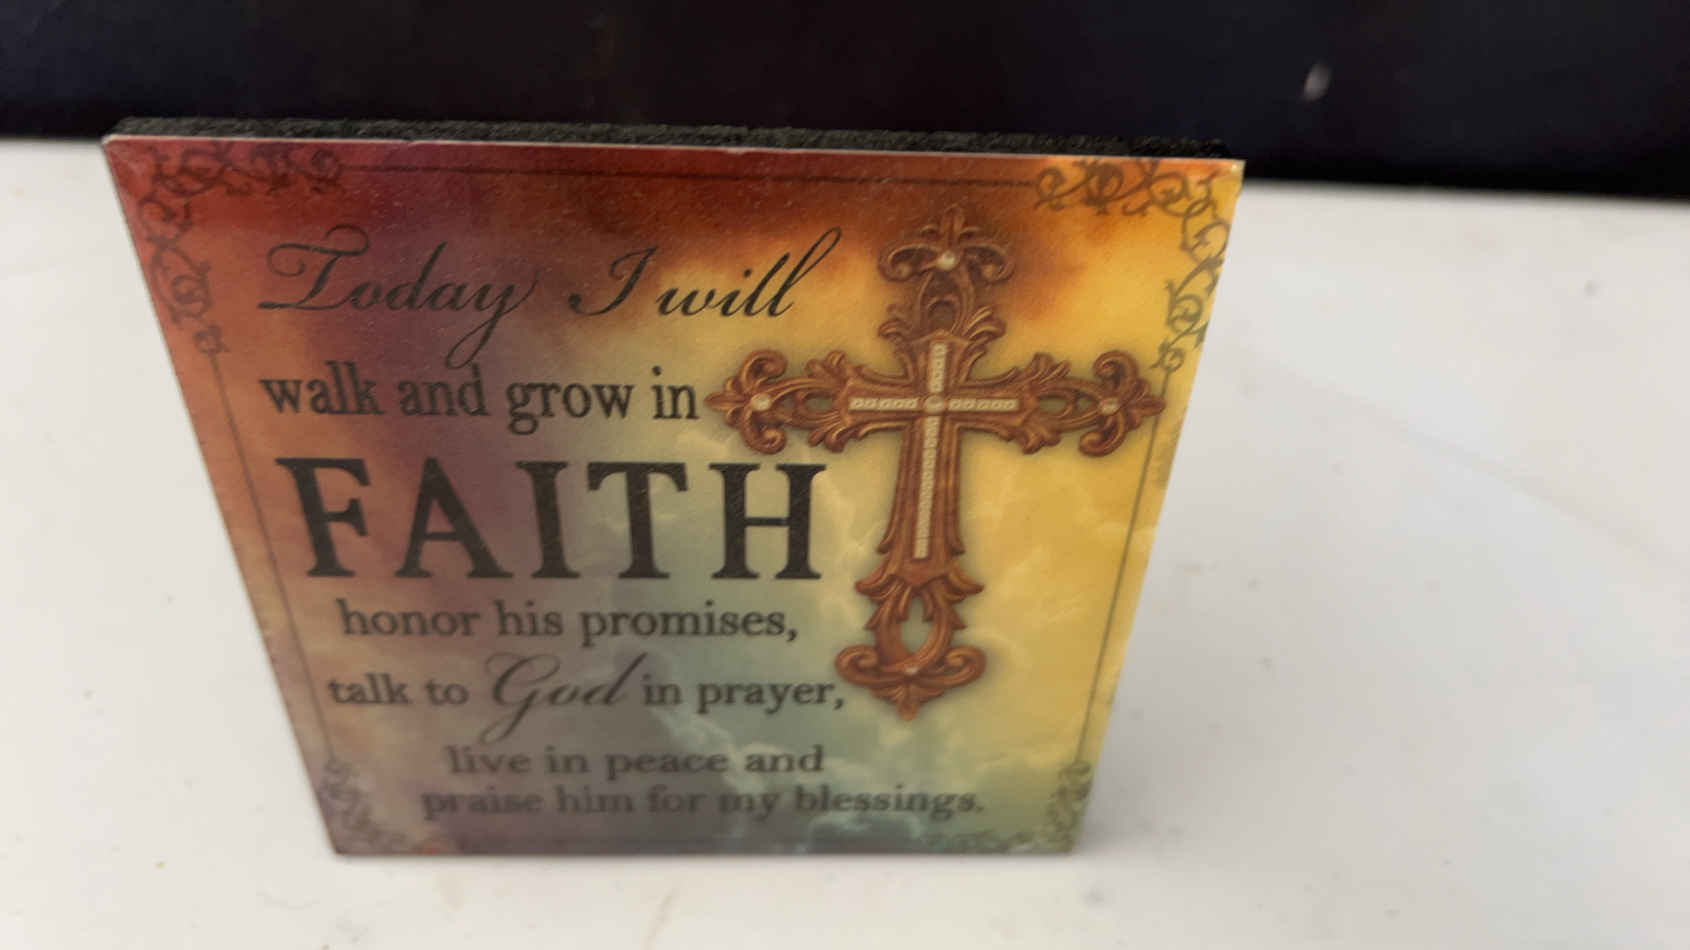 Today I will
walk and grow in
FAITH
honor his promises,
talk to God in prayer,
live in peace and
praise him for my blessings.